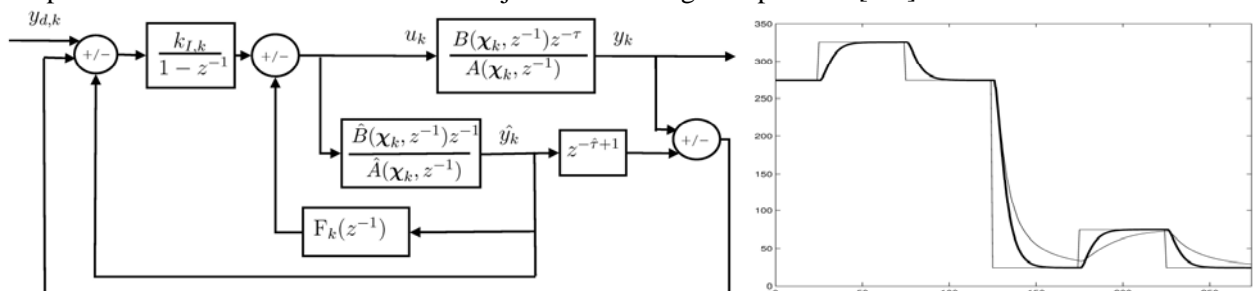 y_{d,k}
+/−
k_{I,k}
1 − z^{-1}
+/−
u_k
B(χ_k, z^{-1})z^{-τ}
A(χ_k, z^{-1})
y_k
B̂(χ_k, z^{-1})z^{-1}
Â(χ_k, z^{-1})
ŷ_k
z^{-τ̂+1}
+/−
F_k(z^{-1})
350
300
250
200
150
100
50
0